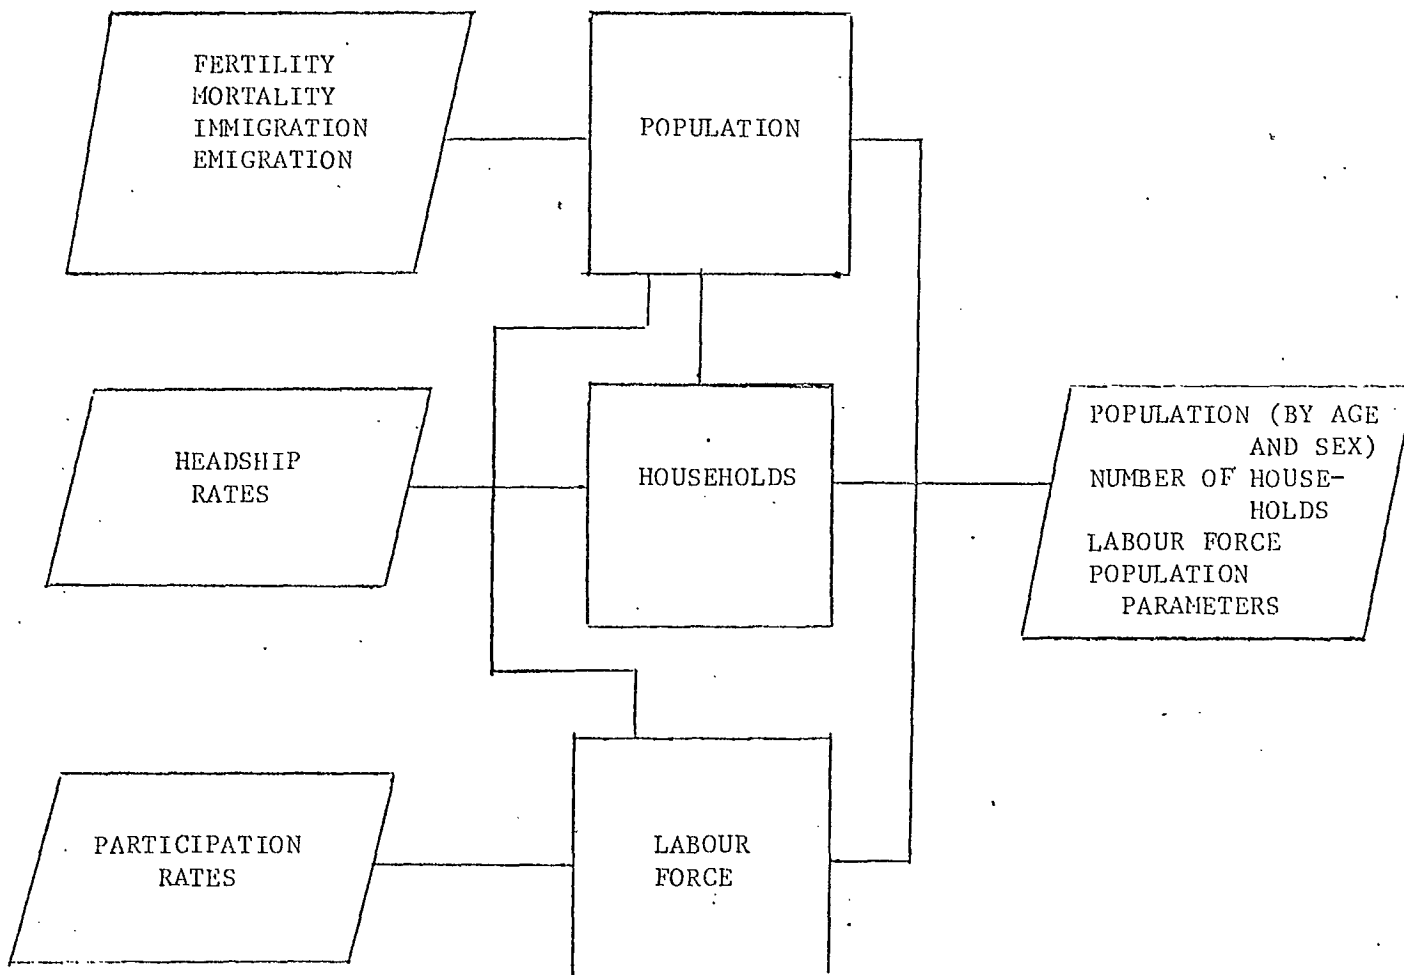 FERTILITY
MORTALITY
IMMIGRATION
EMIGRATION
POPULATION
HEADSHIP
RATES
HOUSEHOLDS
POPULATION (BY AGE
AND SEX)
NUMBER OF HOUSE-
HOLDS
LABOUR FORCE
POPULATION
PARAMETERS
PARTICIPATION
RATES
LABOUR
FORCE